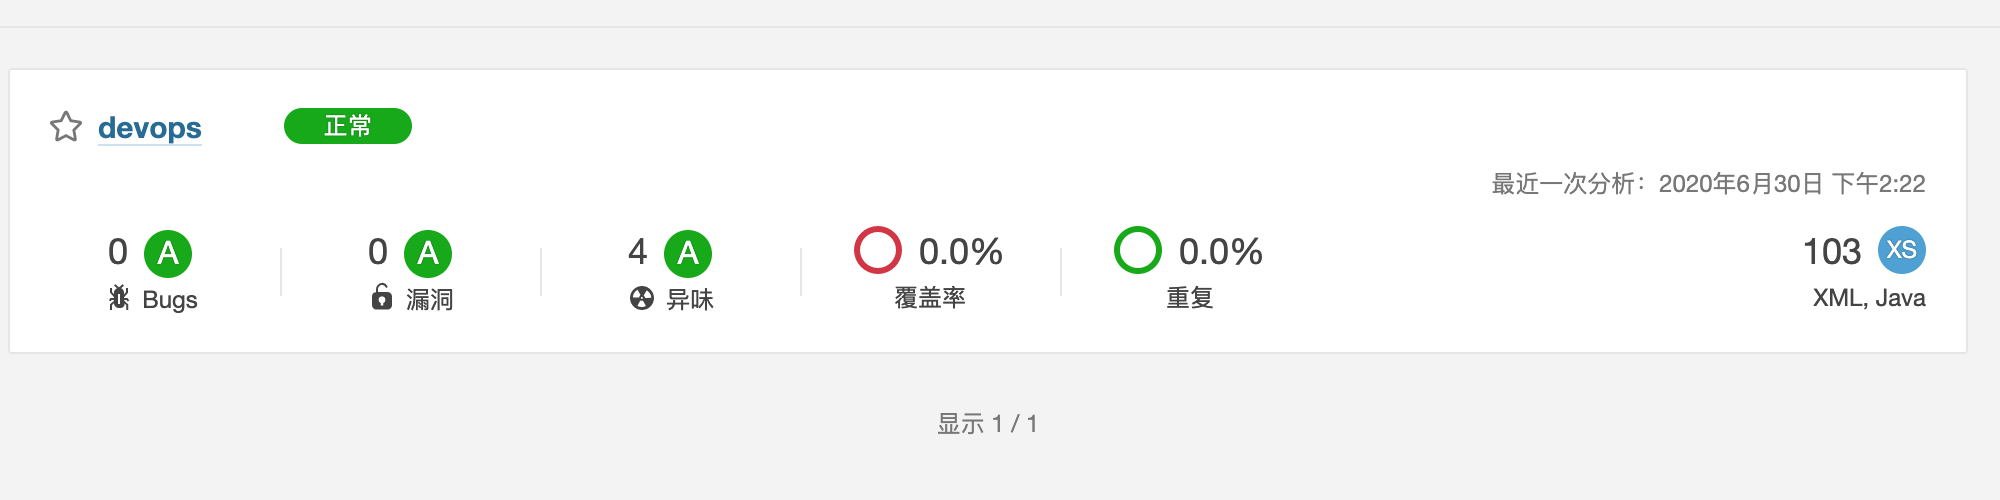 devops 正常
最近一次分析：2020年6月30日 下午2:22
0 A 0 A 4 A 0.0% 0.0% 103 XS
Bugs 漏洞 异味 覆盖率 重复 XML, Java
显示 1 / 1